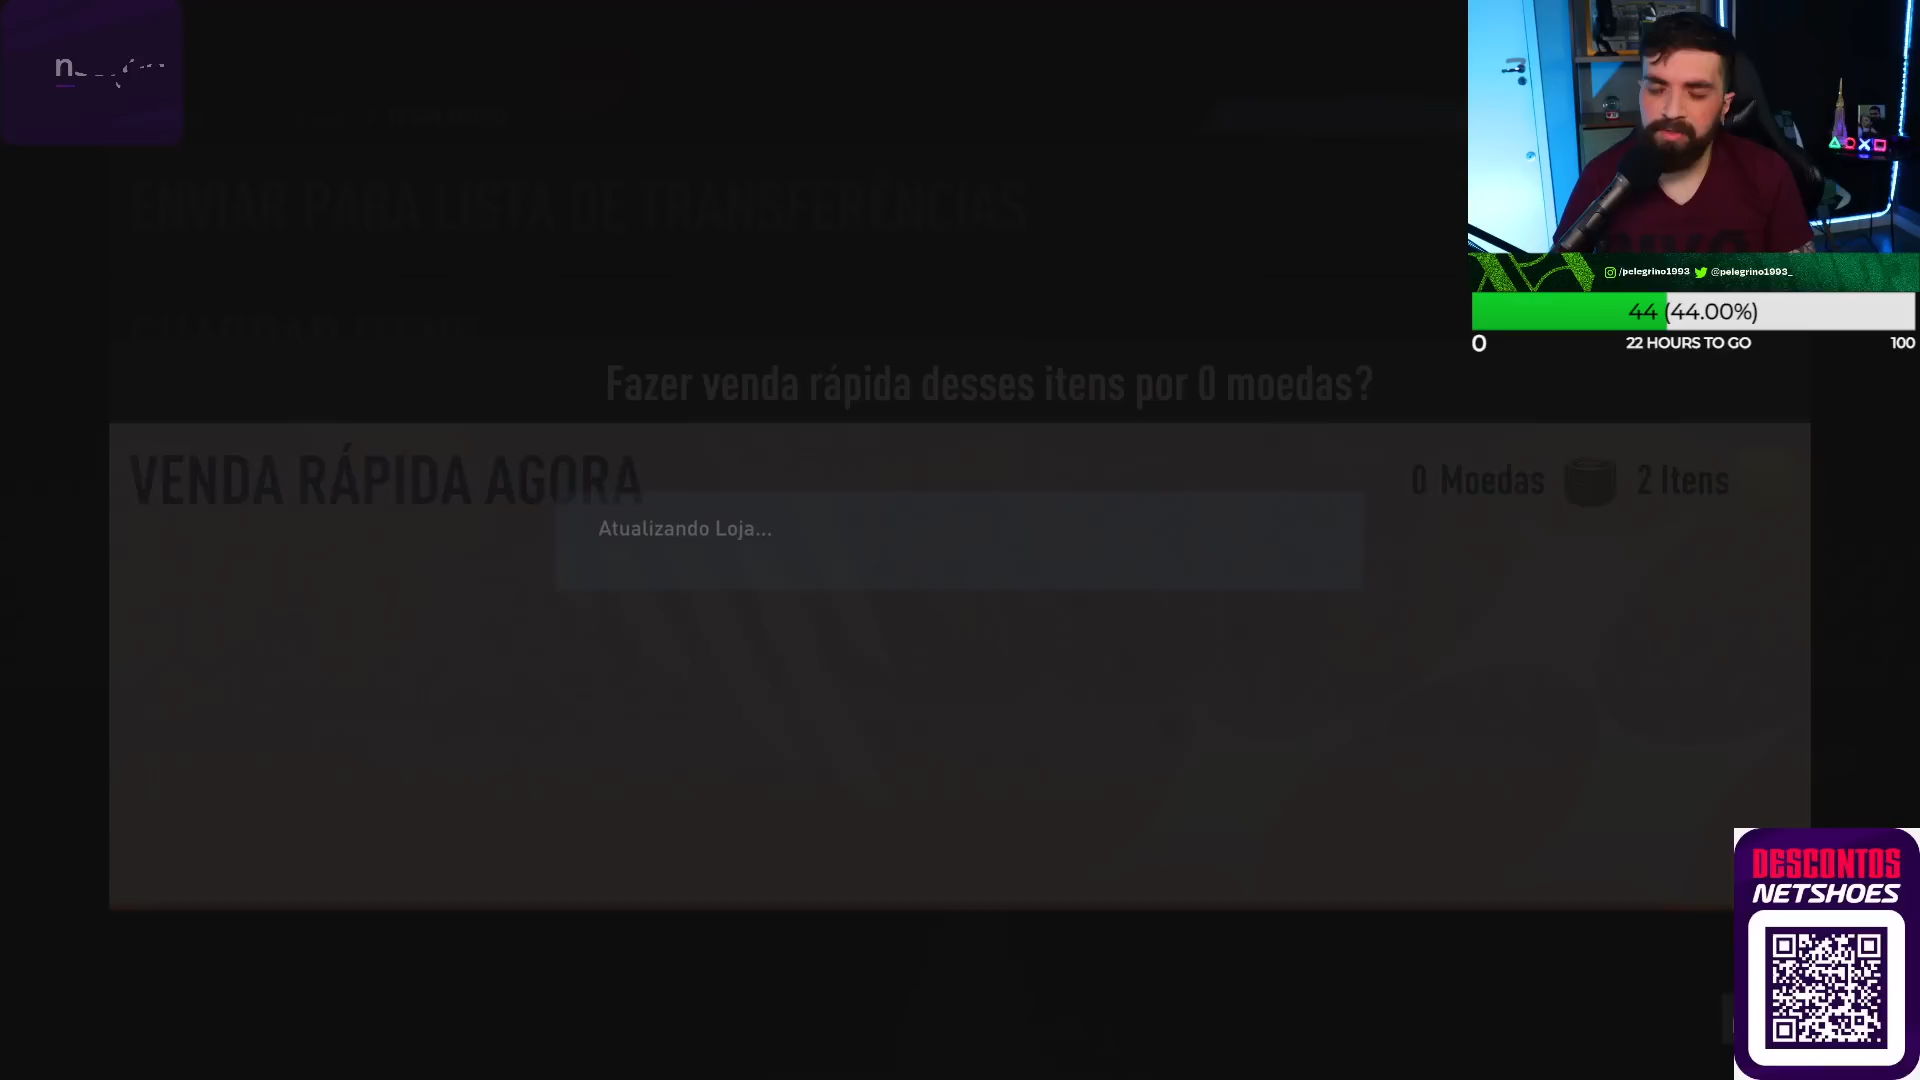 ENVIAR PARA LISTA DE TRANSFERÊNCIAS
Fazer venda rápida desses itens por 0 moedas?
VENDA RÁPIDA AGORA
0 Moedas
2 Itens
Atualizando Loja...
/pelegrino1993
@pelegrino1993_
44 (44.00%)
0
22 HOURS TO GO
100
DESCONTOS
NETSHOES